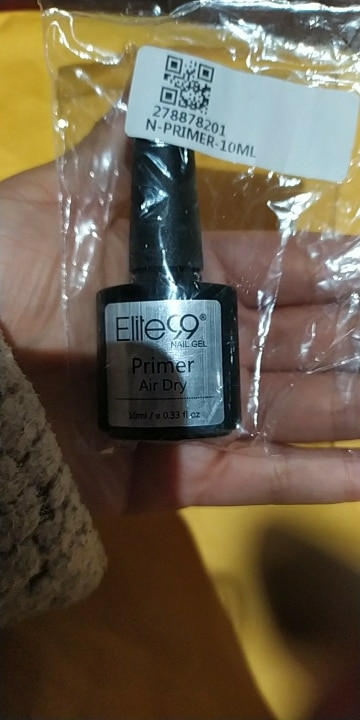 278878201
N-PRIMER-10ML
Elite99®
NAIL GEL
Primer
Air Dry
10ml / e 0.33 fl oz